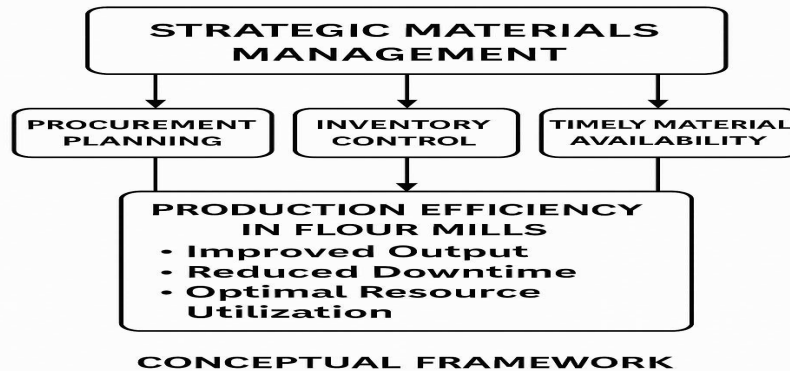 STRATEGIC MATERIALS
MANAGEMENT
PROCUREMENT
PLANNING
INVENTORY
CONTROL
TIMELY MATERIAL
AVAILABILITY
PRODUCTION EFFICIENCY
IN FLOUR MILLS
• Improved Output
• Reduced Downtime
• Optimal Resource
Utilization
CONCEPTUAL FRAMEWORK